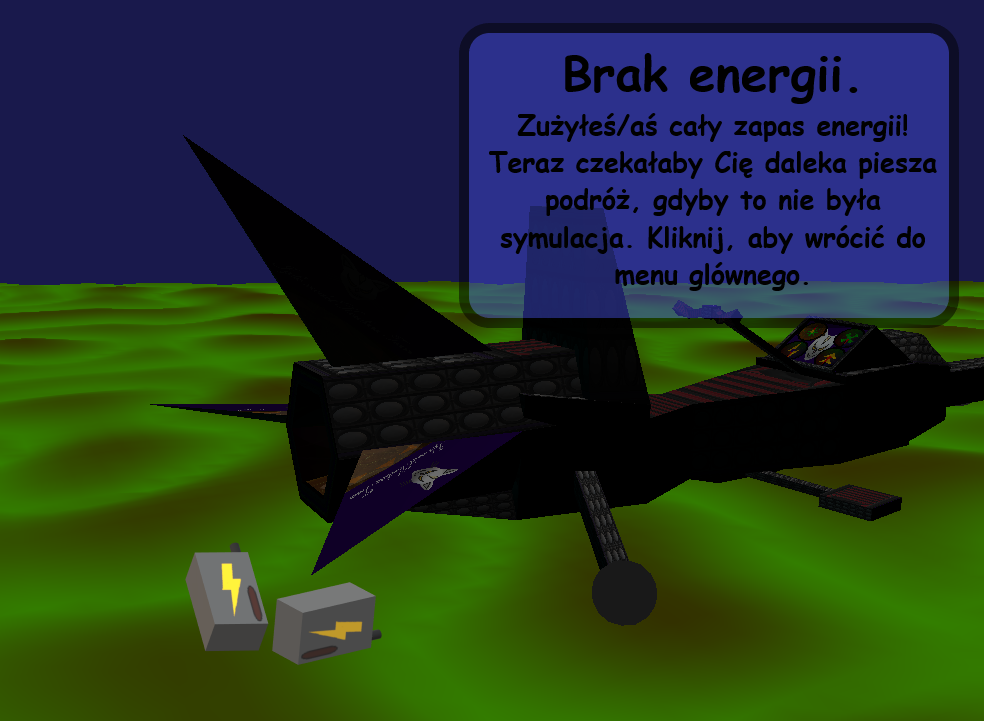 Brak energii.
Zużyłeś/aś cały zapas energii!
Teraz czekałaby Cię daleka piesza
podróż, gdyby to nie była
symulacja. Kliknij, aby wrócić do
menu głównego.